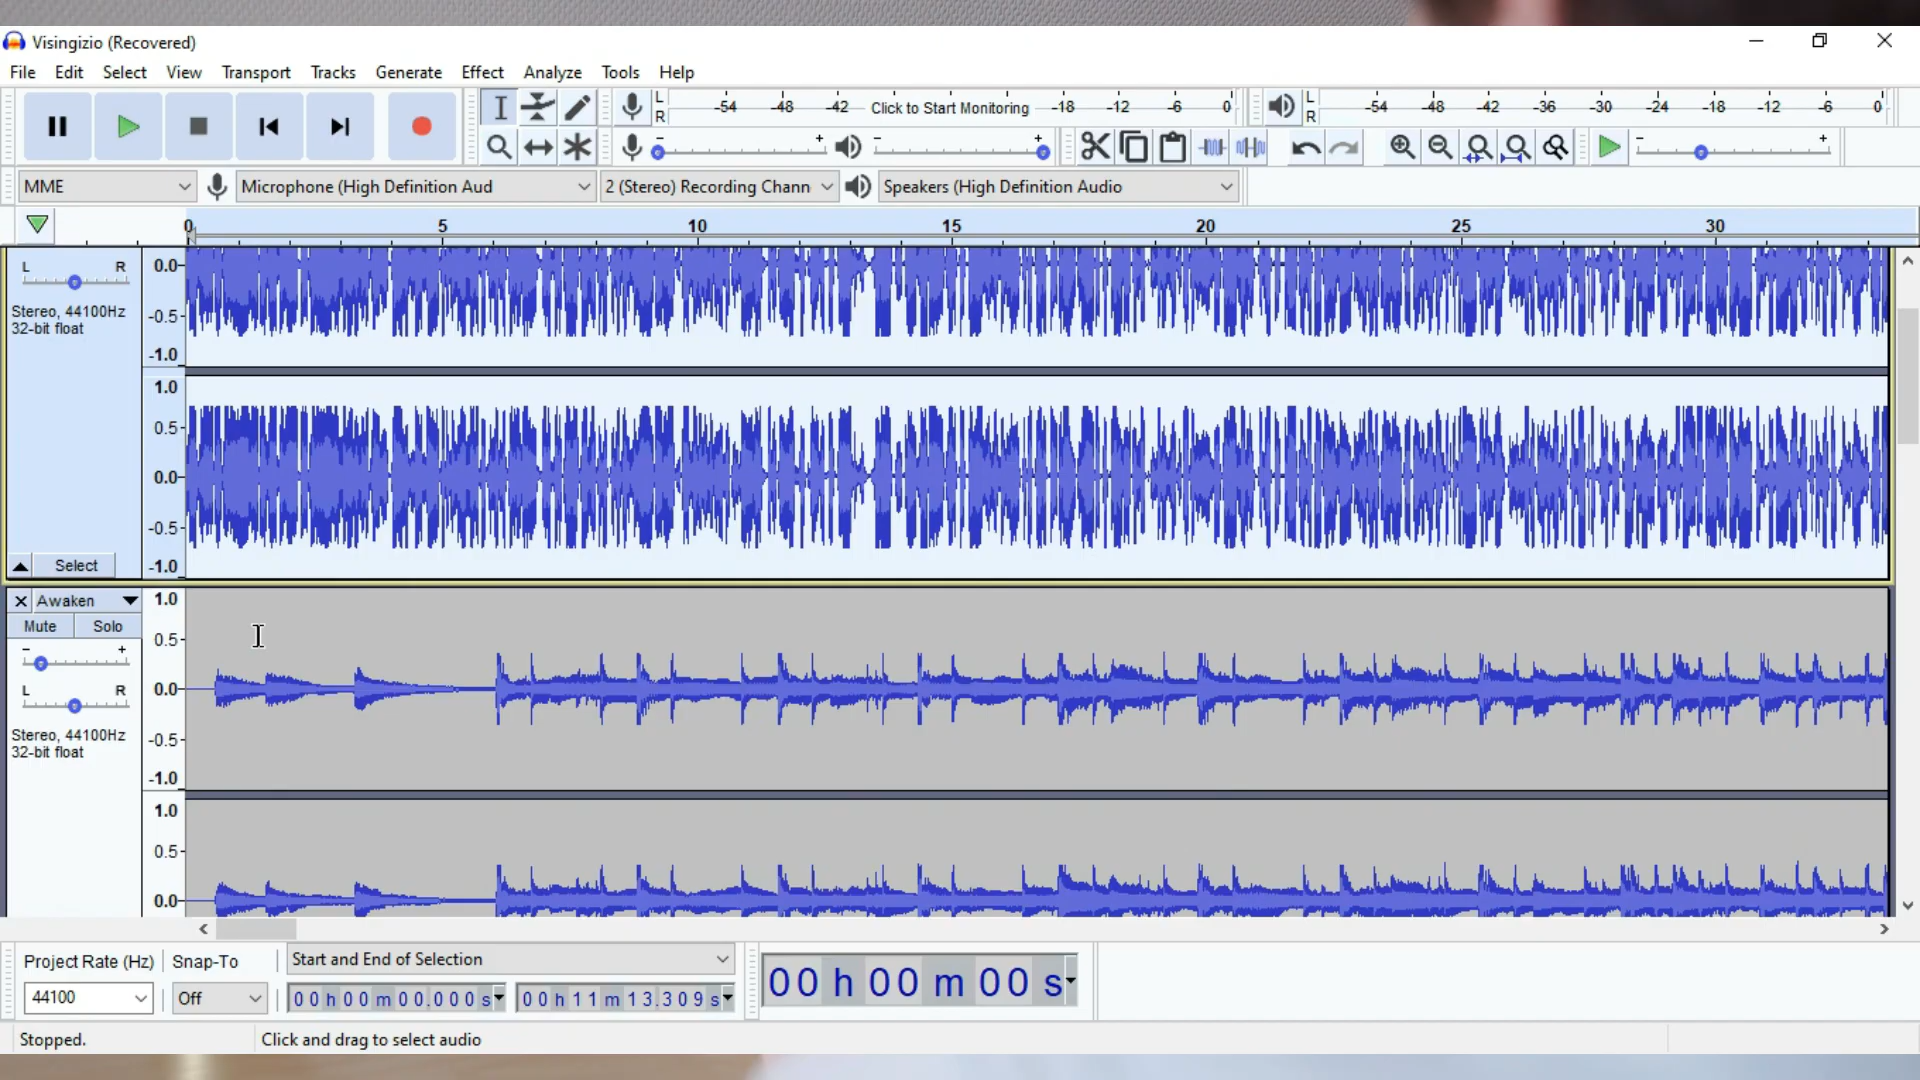 Visingizio (Recovered)
File Edit Select View Transport Tracks Generate Effect Analyze Tools Help
L R -54 -48 -42 Click to Start Monitoring -18 -12 -6 0 L R -54 -48 -42 -36 -30 -24 -18 -12 -6 0
- + - + - +
MME Microphone (High Definition Aud 2 (Stereo) Recording Chann Speakers (High Definition Audio
0 5 10 15 20 25 30
L R 0.0
Stereo, 44100Hz -0.5
32-bit float
-1.0
1.0
0.5
0.0
-0.5
Select -1.0
Awaken 1.0
Mute Solo 0.5
- +
L R 0.0
Stereo, 44100Hz -0.5
32-bit float
-1.0
1.0
0.5
0.0
Project Rate (Hz) Snap-To Start and End of Selection
44100 Off 00 h 00 m 00.000 s 00 h 11 m 13.309 s 00 h 00 m 00 s
Stopped. Click and drag to select audio